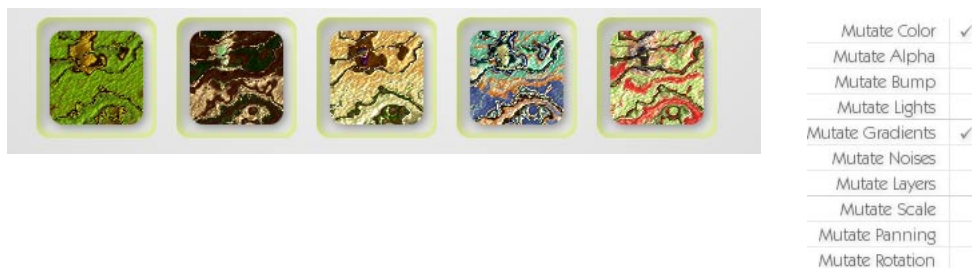 Mutate Color ✓
Mutate Alpha
Mutate Bump
Mutate Lights
Mutate Gradients ✓
Mutate Noises
Mutate Layers
Mutate Scale
Mutate Panning
Mutate Rotation